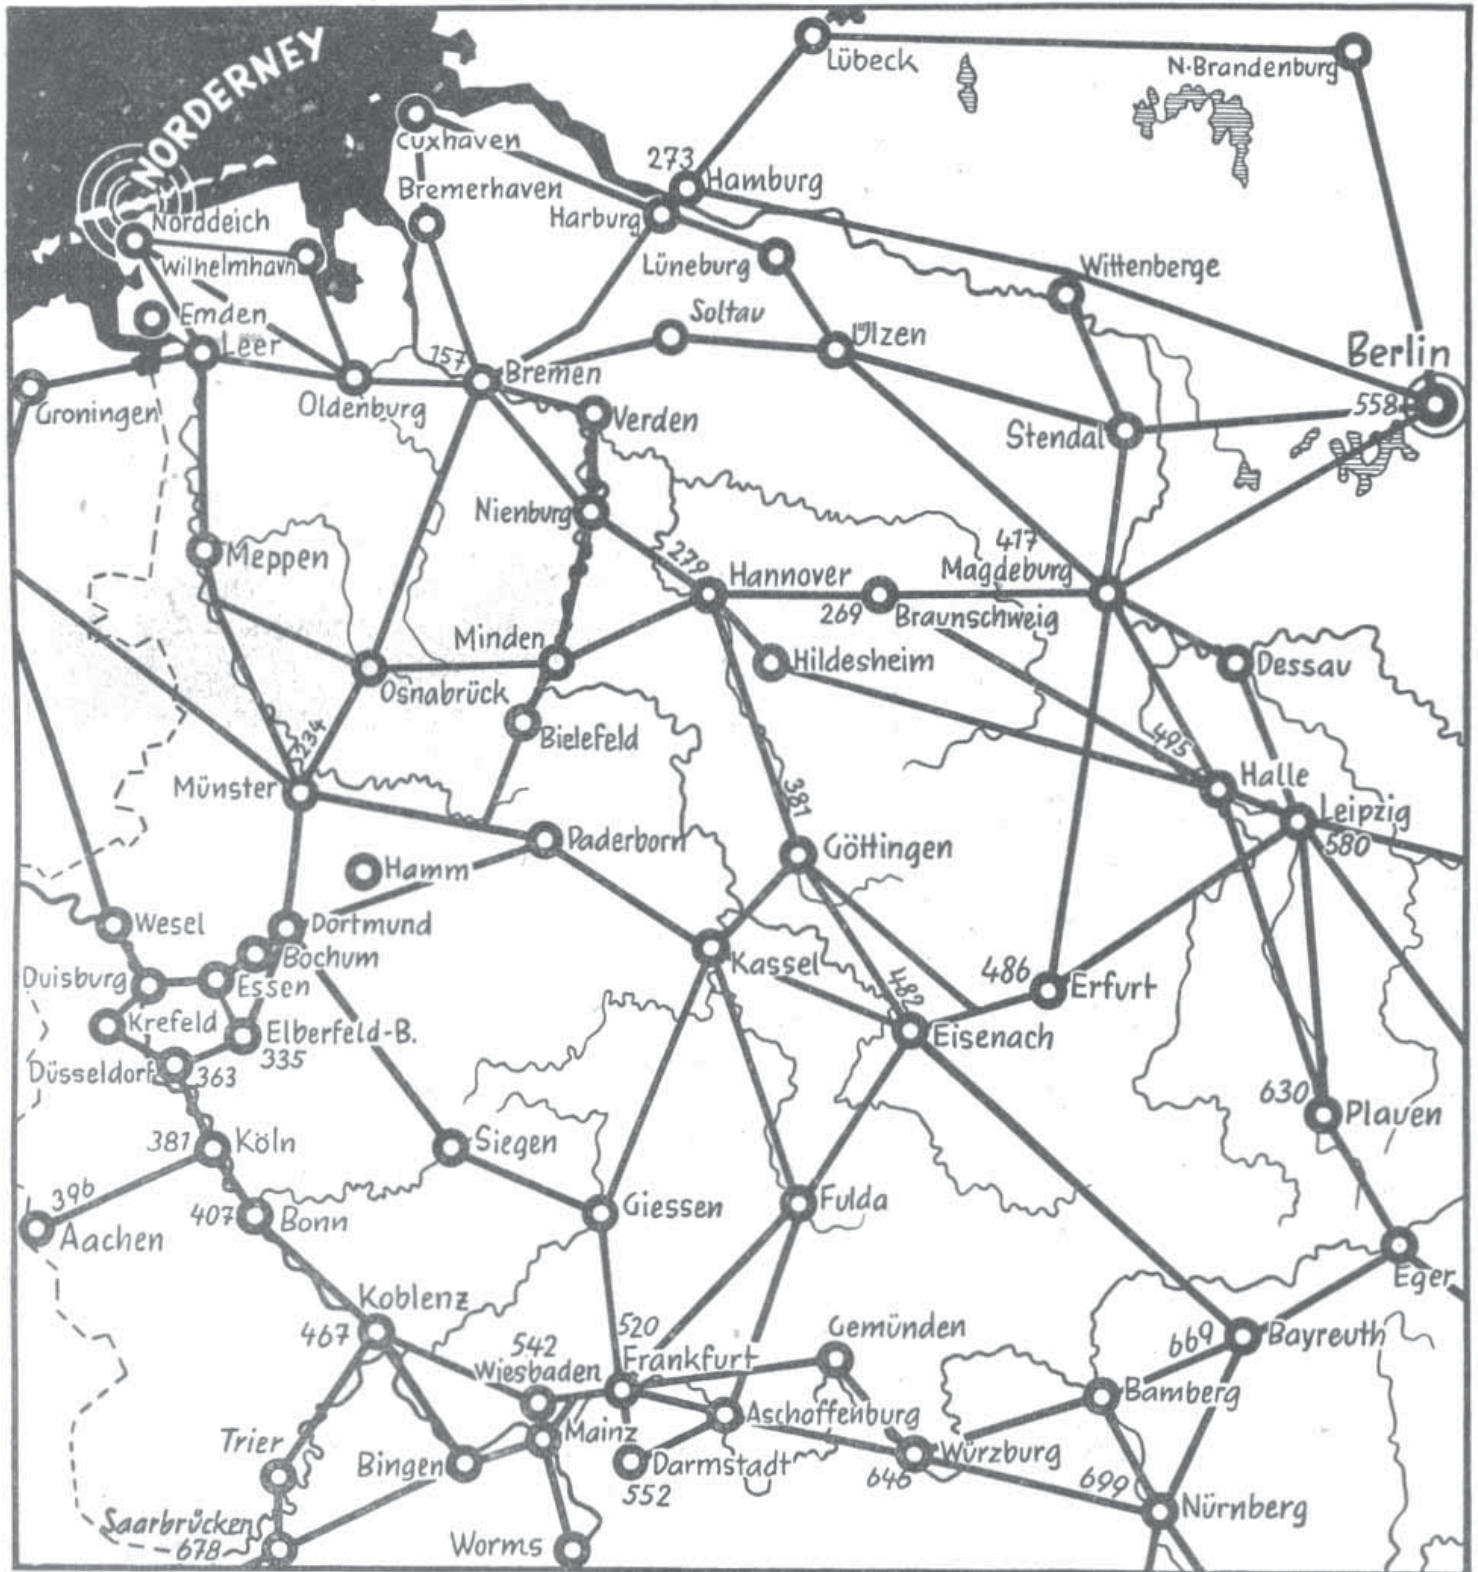 NORDERNEY
Lübeck
N·Brandenburg
Cuxhaven
273
Hamburg
Bremerhaven
Harburg
Norddeich
Wilhelmhavn
Lüneburg
Wittenberge
Emden
Soltau
Ülzen
Leer
Berlin
157
Bremen
558
Groningen
Oldenburg
Verden
Stendal
Nienburg
Meppen
279
Hannover
417
Magdeburg
269
Braunschweig
Minden
Hildesheim
Dessau
Osnabrück
234
Bielefeld
495
Halle
Münster
381
Leipzig
580
Paderborn
Göttingen
Hamm
Wesel
Dortmund
Bochum
Kassel
Duisburg
Essen
482
486
Erfurt
Krefeld
Elberfeld-B.
335
Eisenach
Düsseldorf
363
630
Plauen
381
Köln
Siegen
396
Aachen
407
Bonn
Giessen
Fulda
Eger
Koblenz
467
520
Gemünden
669
Bayreuth
542
Wiesbaden
Frankfurt
Bamberg
Mainz
Aschoffenburg
Trier
Bingen
Darmstadt
552
Würzburg
646
699
Nürnberg
Saarbrücken
678
Worms